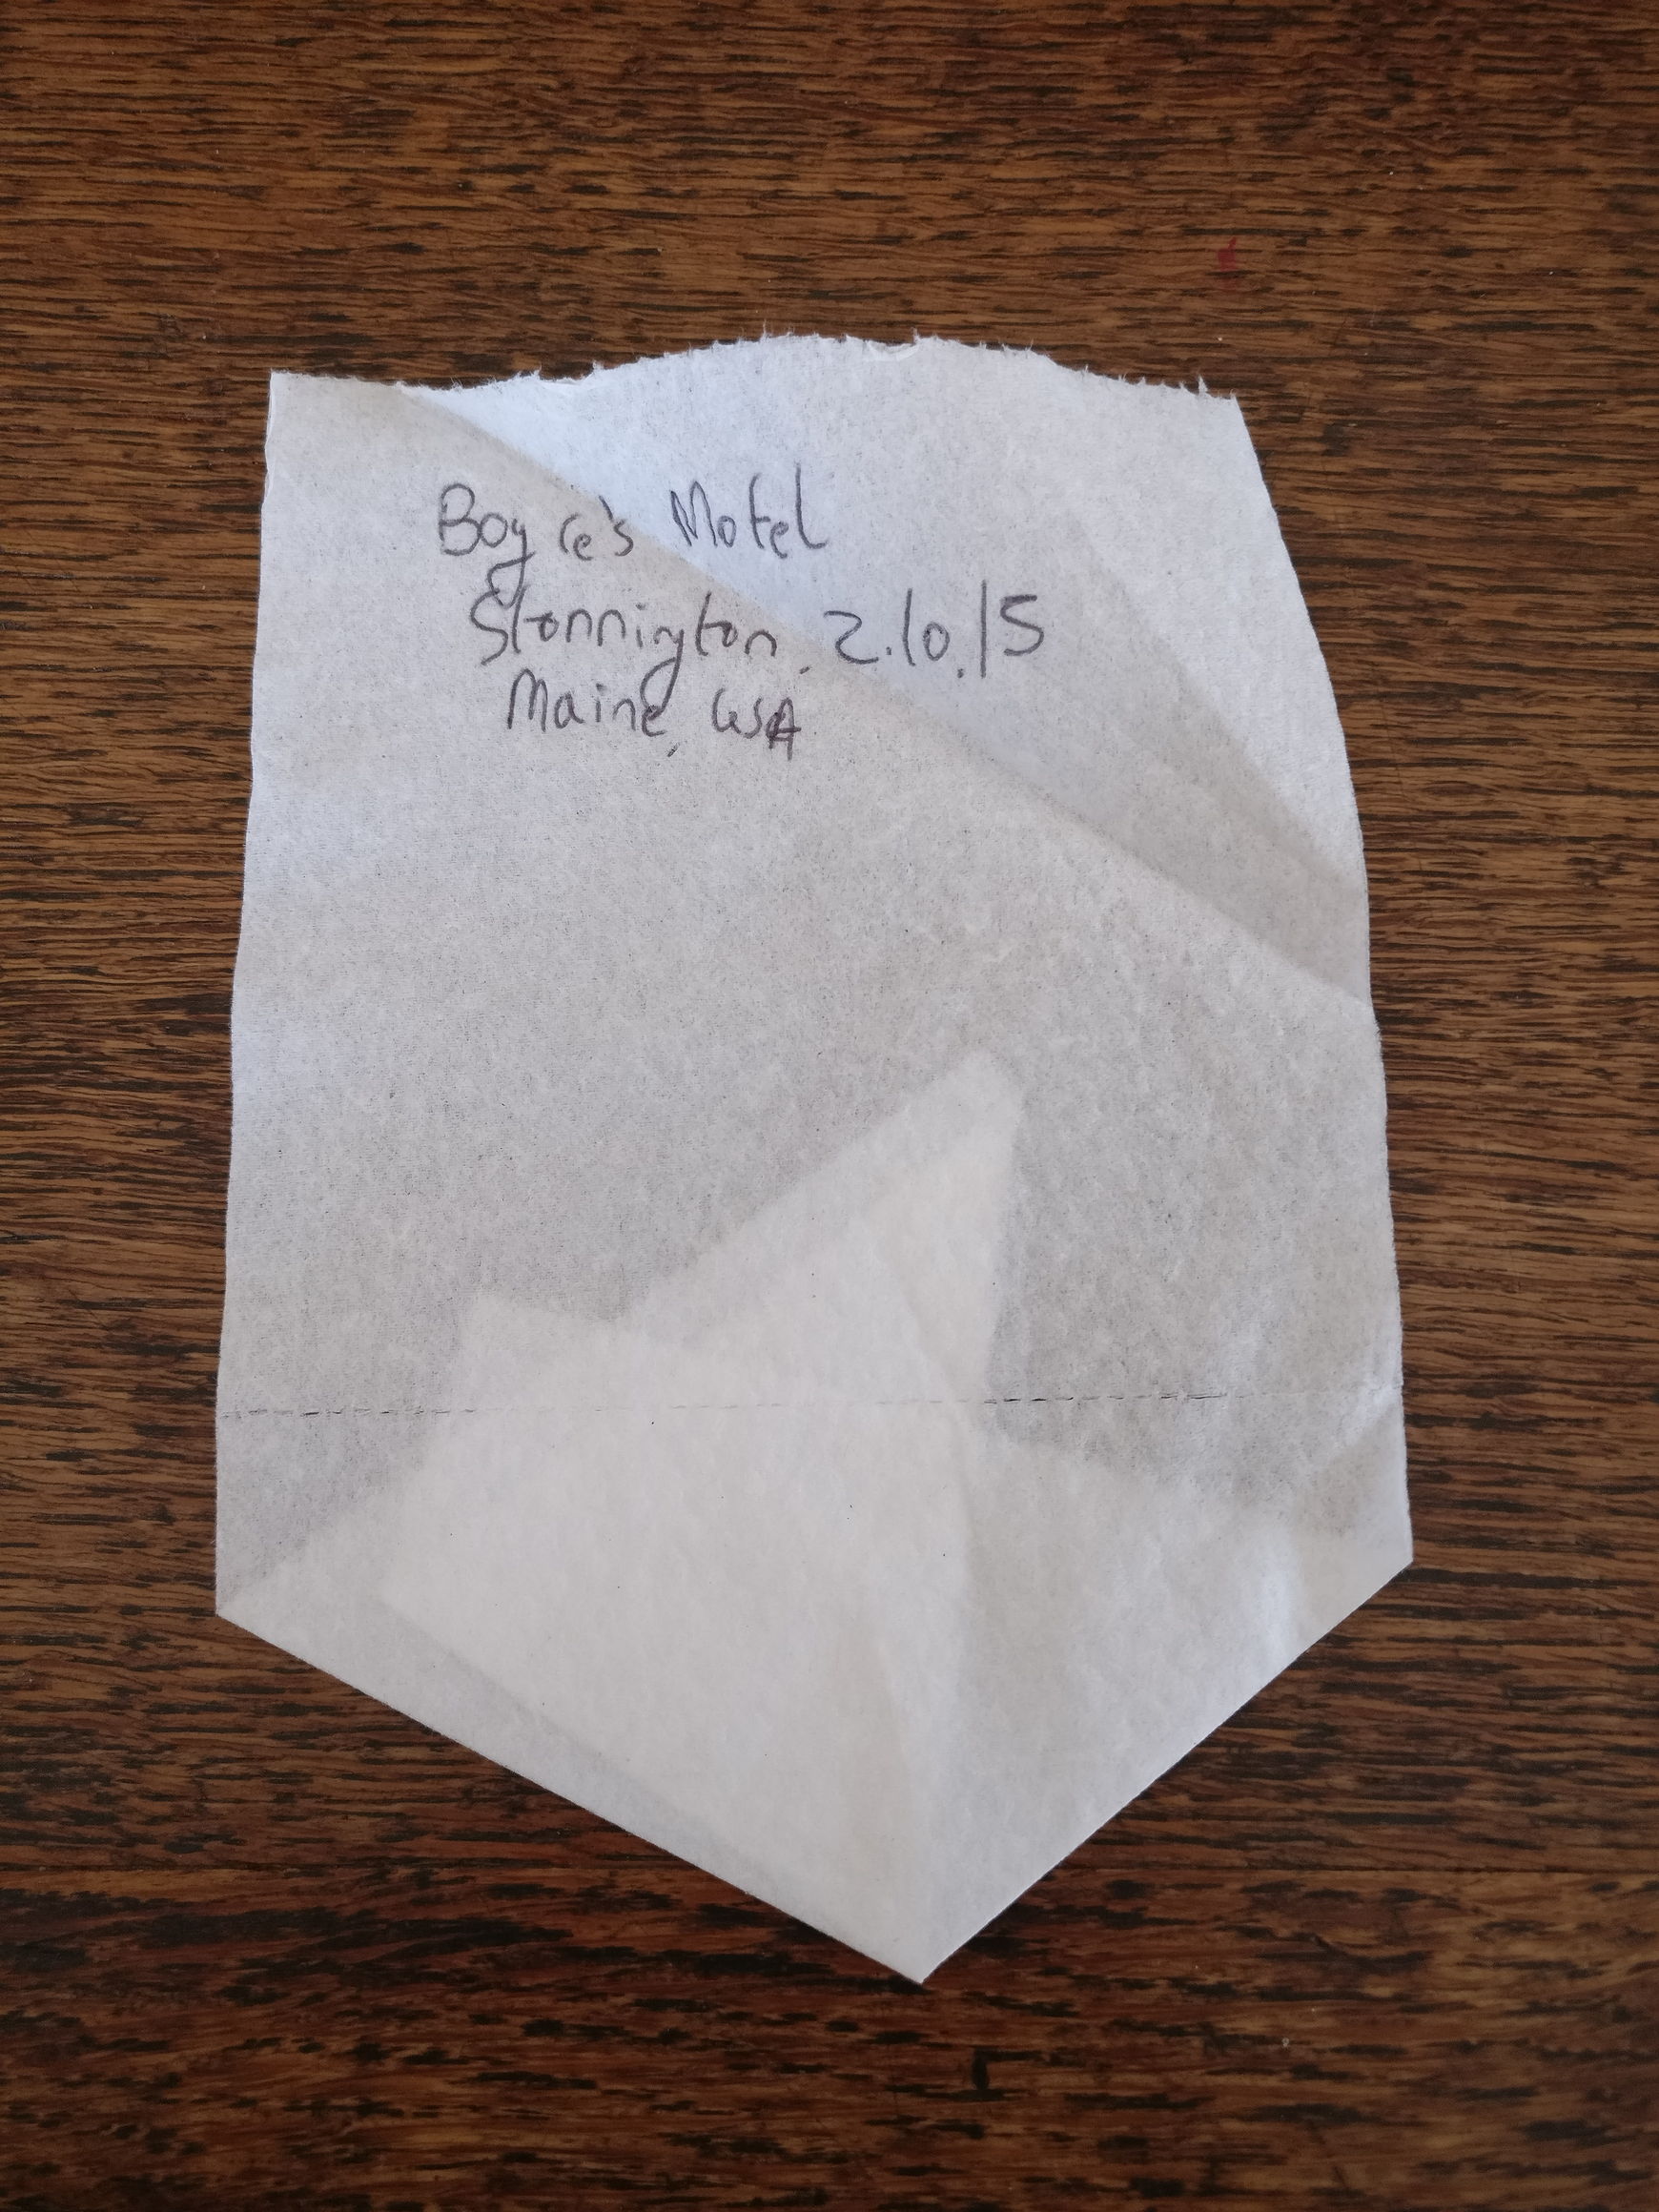 Boyce's Motel
Stonnington, 2.10.15
Maine, USA